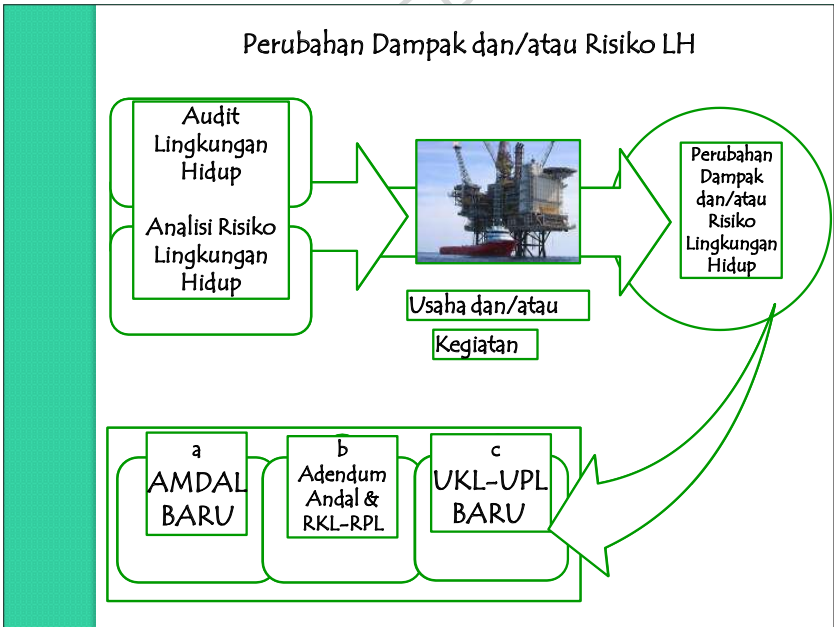 Perubahan Dampak dan/atau Risiko LH
Audit
Lingkungan
Hidup
Analisi Risiko
Lingkungan
Hidup
Usaha dan/atau
Kegiatan
Perubahan
Dampak
dan/atau
Risiko
Lingkungan
Hidup
a
AMDAL
BARU
b
Adendum
Andal &
RKL-RPL
c
UKL-UPL
BARU